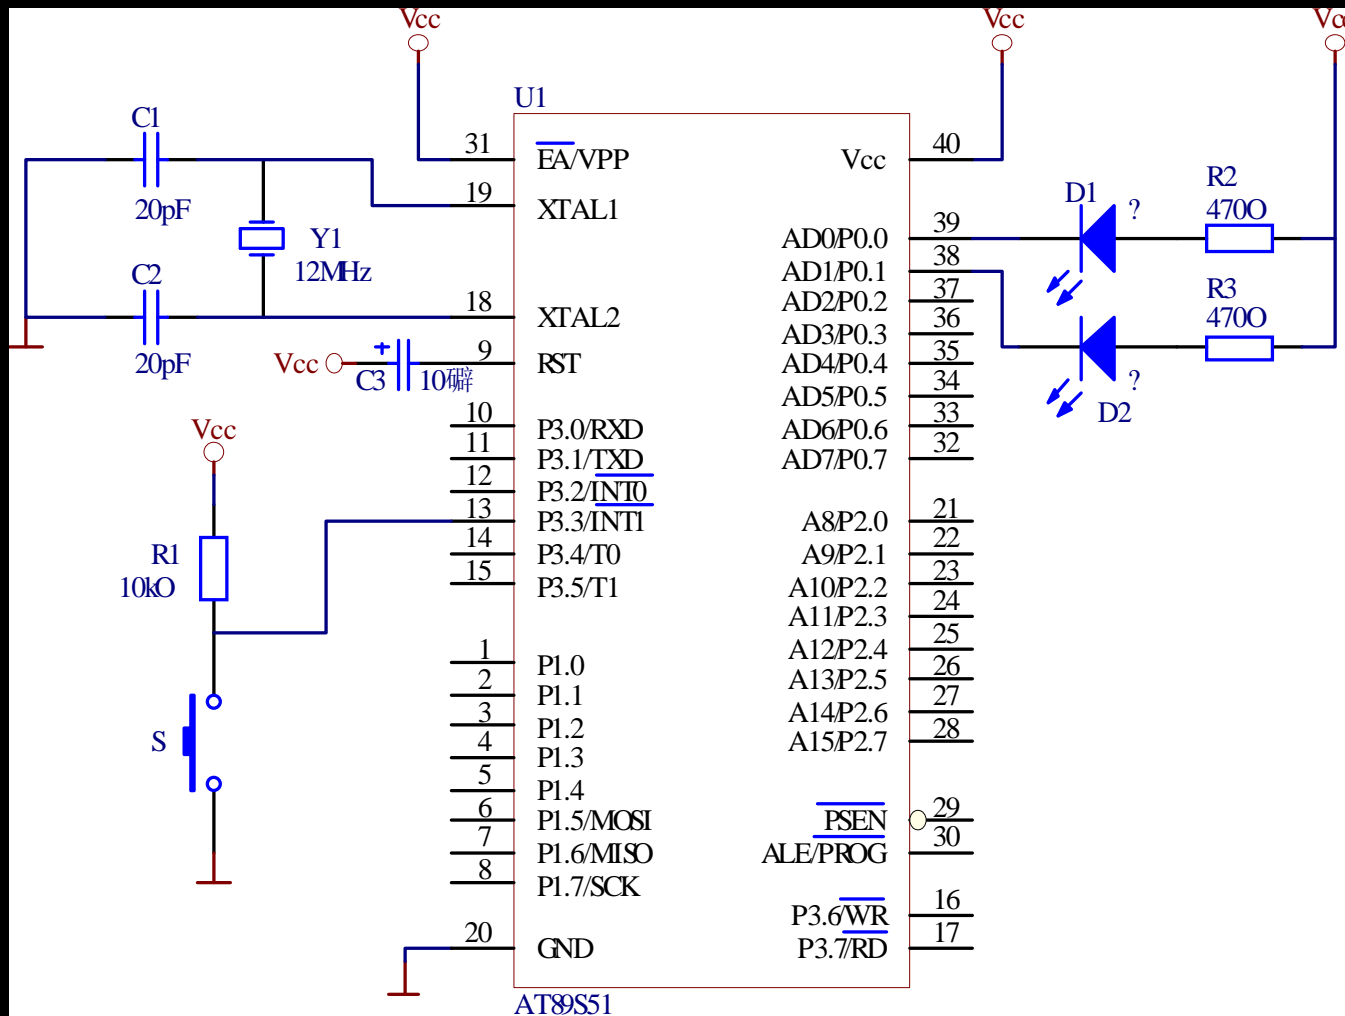 Vcc
Vcc
Vcc
U1
C1
20pF
Y1
12MHz
C2
20pF
Vcc
C3
+
10礔
Vcc
R1
10kO
S
31
EA/VPP
19
XTAL1
18
XTAL2
9
RST
10
P3.0/RXD
11
P3.1/TXD
12
P3.2/INT0
13
P3.3/INT1
14
P3.4/T0
15
P3.5/T1
1
P1.0
2
P1.1
3
P1.2
4
P1.3
5
P1.4
6
P1.5/MOSI
7
P1.6/MISO
8
P1.7/SCK
20
GND
Vcc
40
AD0/P0.0
39
AD1/P0.1
38
AD2/P0.2
37
AD3/P0.3
36
AD4/P0.4
35
AD5/P0.5
34
AD6/P0.6
33
AD7/P0.7
32
A8/P2.0
21
A9/P2.1
22
A10/P2.2
23
A11/P2.3
24
A12/P2.4
25
A13/P2.5
26
A14/P2.6
27
A15/P2.7
28
PSEN
29
ALE/PROG
30
P3.6/WR
16
P3.7/RD
17
AT89S51
D1
?
R2
470O
R3
470O
?
D2